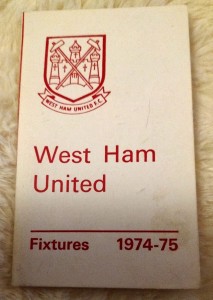 WEST HAM UNITED F.C.
West Ham
United
Fixtures 1974-75